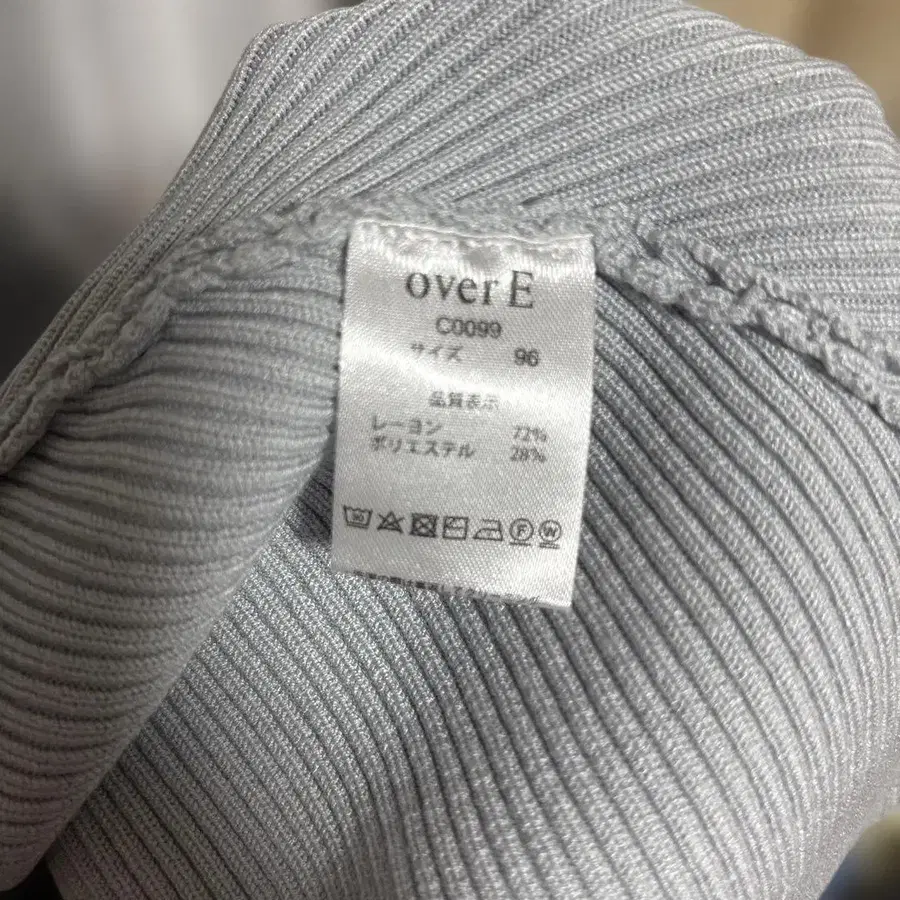 over E
C0099
サイズ 96
品質表示
レーヨン 72%
ポリエステル 28%
F W